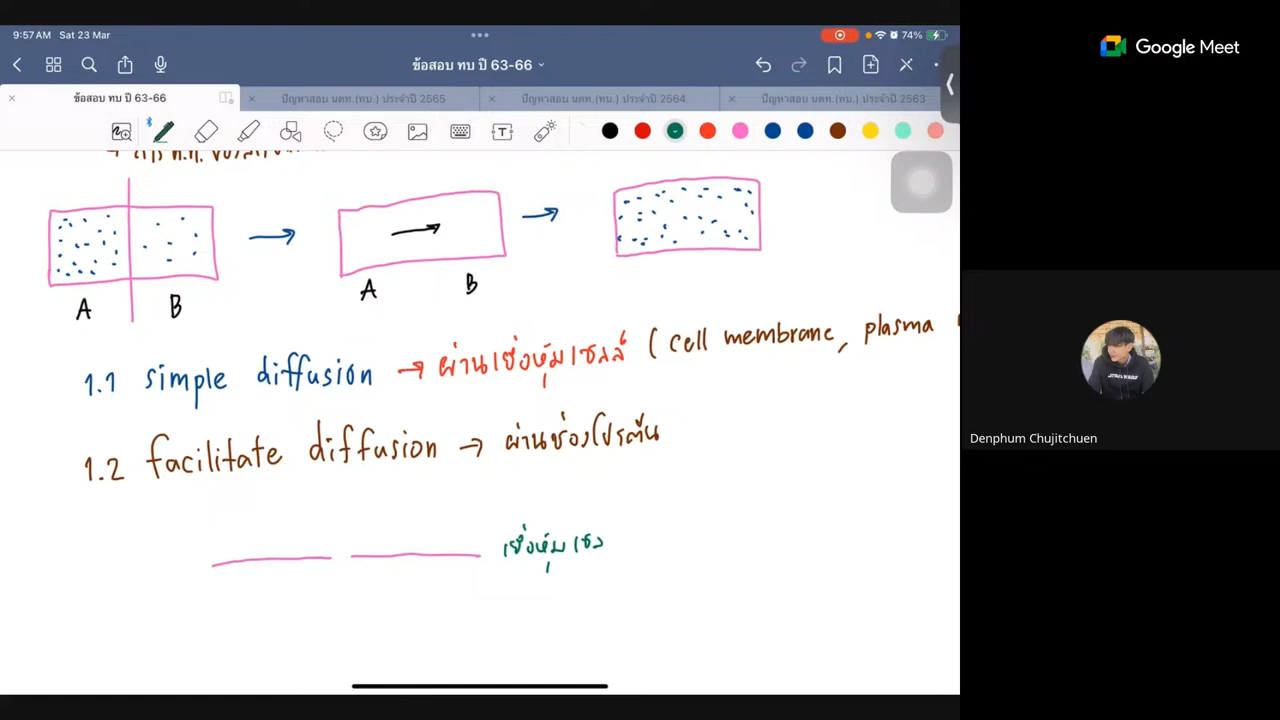 9:57 AM Sat 23 Mar
74%
Google Meet
ข้อสอบ ทบ ปี 63-66
ข้อสอบ ทบ ปี 63-66
ปัญหาสอบ นตท.(ทบ.) ประจำปี 2565
ปัญหาสอบ นตท.(ทบ.) ประจำปี 2564
ปัญหาสอบ นตท.(ทบ.) ประจำปี 2563
A B
A B
1.1 simple diffusion → ผ่านเยื่อหุ้มเซลล์ (cell membrane, plasma
1.2 facilitate diffusion → ผ่านช่องโปรตีน
เยื่อหุ้มเซล
Denphum Chujitchuen